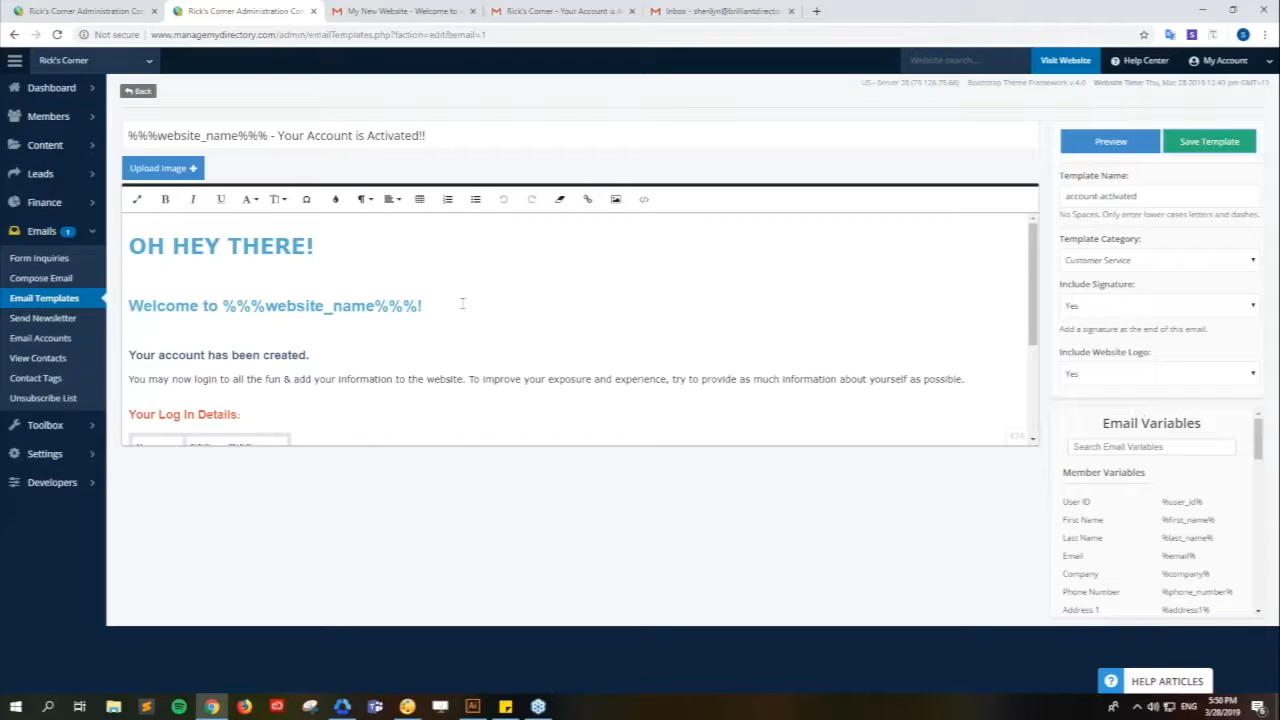 Rick's Corner Administration Co
Rick's Corner Administration Co
My New Website - Welcome to
Rick's Corner - Your Account is A
Inbox - sherilyn@brilliantdirecto
Not secure
www.managemydirectory.com/admin/emailTemplates.php?faction=edit&email=1
Rick's Corner
Website search...
Visit Website
Help Center
My Account
US - Server 28 (75.126.75.66)
Bootstrap Theme Framework v 4.0
Website Time: Thu, Mar 28 2019 12:43 pm GMT+11
Dashboard
Members
Content
Leads
Finance
Emails 1
Form Inquiries
Compose Email
Email Templates
Send Newsletter
Email Accounts
View Contacts
Contact Tags
Unsubscribe List
Toolbox
Settings
Developers
Back
%%%website_name%%% - Your Account is Activated!!
Upload Image +
OH HEY THERE!
Welcome to %%%website_name%%%!
Your account has been created.
You may now login to all the fun & add your information to the website. To improve your exposure and experience, try to provide as much information about yourself as possible.
Your Log In Details:
474
Preview
Save Template
Template Name:
account-activated
No Spaces. Only enter lower cases letters and dashes.
Template Category:
Customer Service
Include Signature:
Yes
Add a signature at the end of this email.
Include Website Logo:
Yes
Email Variables
Search Email Variables
Member Variables
User ID %user_id%
First Name %first_name%
Last Name %last_name%
Email %email%
Company %company%
Phone Number %phone_number%
Address 1 %address1%
HELP ARTICLES
ENG
5:50 PM
3/28/2019